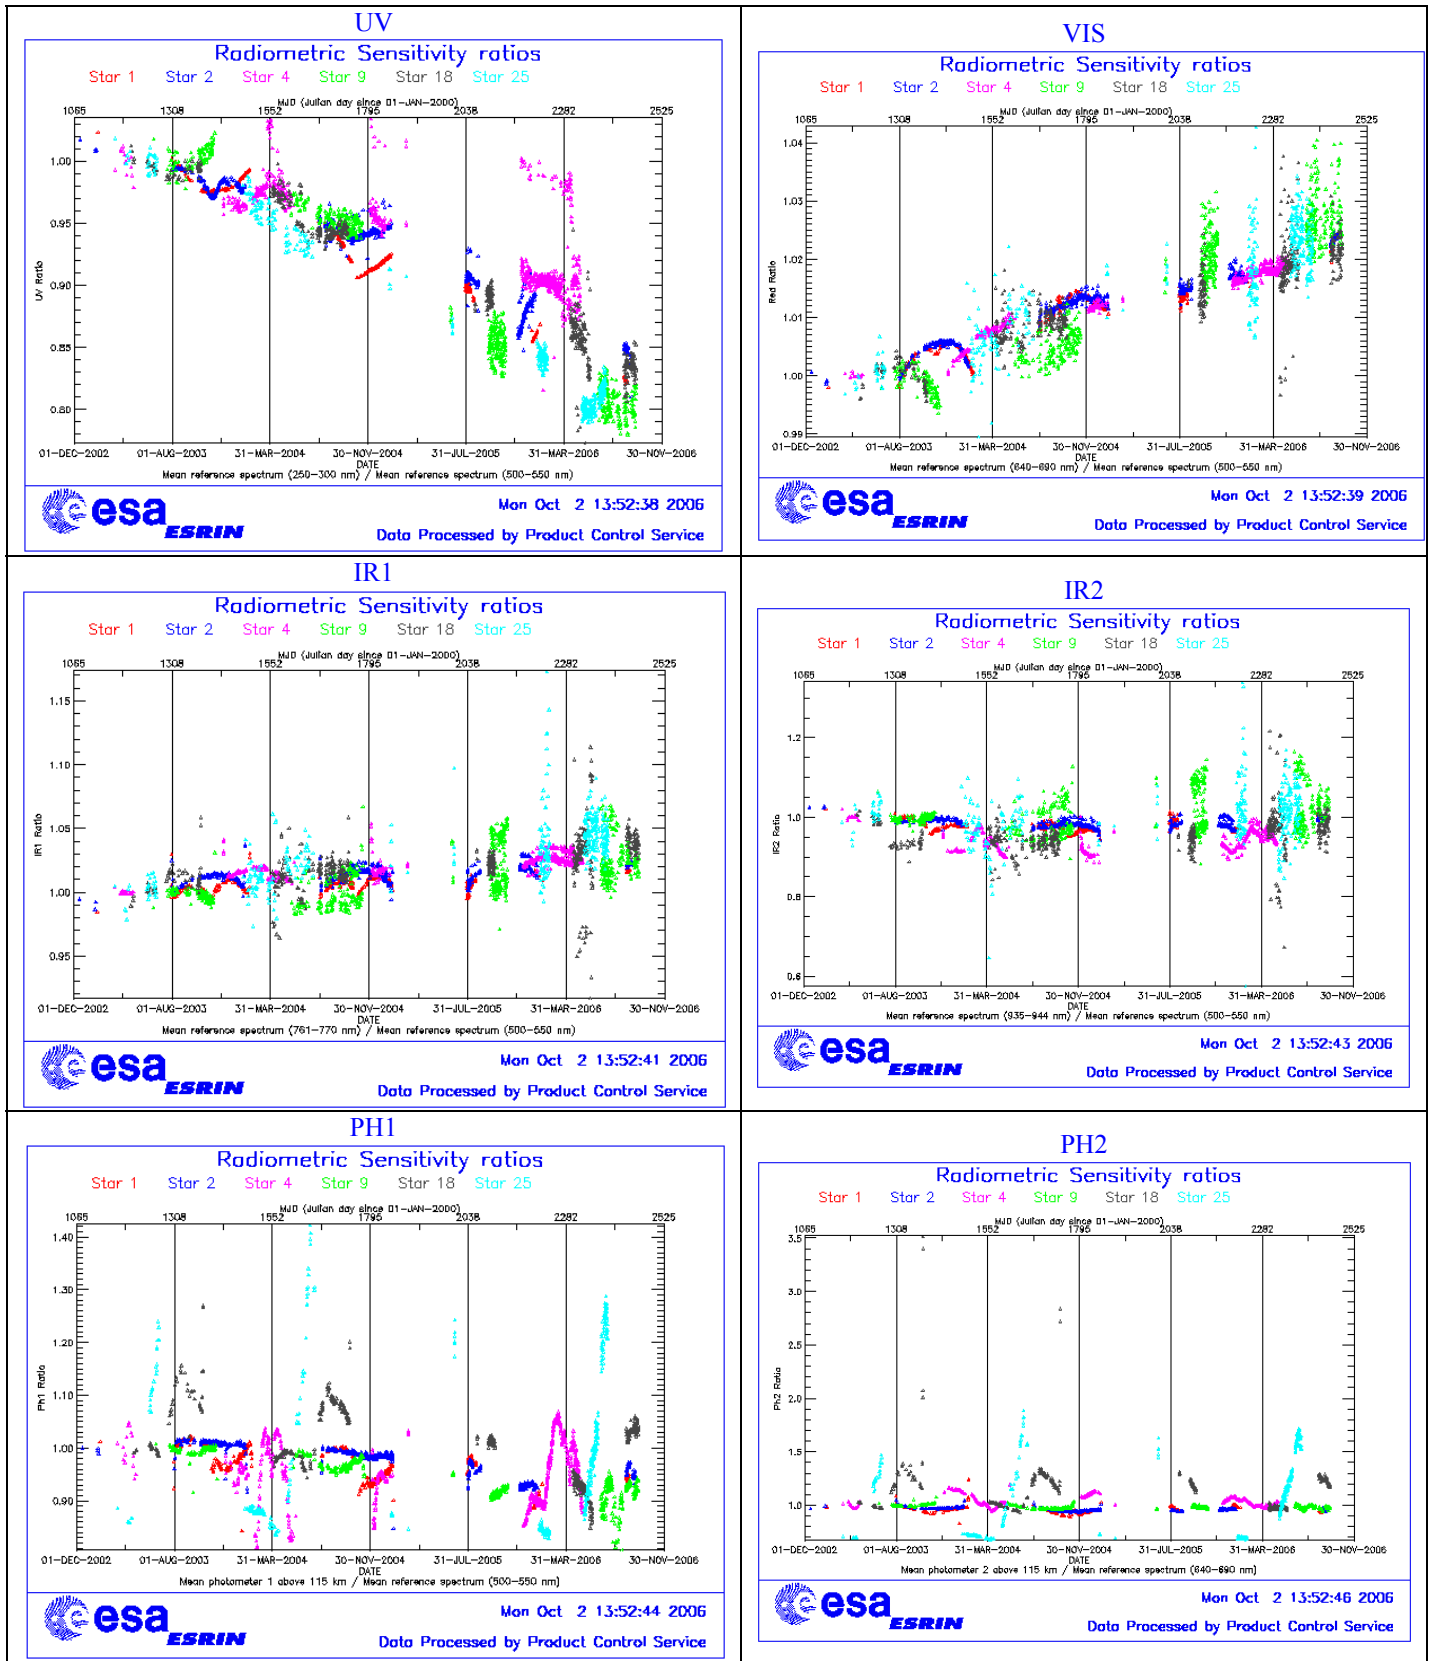 UV
Radiometric Sensitivity ratios
Star 1 Star 2 Star 4 Star 9 Star 18 Star 25
MJD (Julian day since 01-JAN-2000)
1065 1308 1552 1795 2038 2282 2525
1.00
0.95
0.90
0.85
0.80
UV Ratio
01-DEC-2002 01-AUG-2003 31-MAR-2004 30-NOV-2004 31-JUL-2005 31-MAR-2006 30-NOV-2006
DATE
Mean reference spectrum (250-300 nm) / Mean reference spectrum (500-550 nm)
esa
ESRIN
Mon Oct 2 13:52:38 2006
Data Processed by Product Control Service
VIS
Radiometric Sensitivity ratios
Star 1 Star 2 Star 4 Star 9 Star 18 Star 25
MJD (Julian day since 01-JAN-2000)
1065 1308 1552 1795 2038 2282 2525
1.04
1.03
1.02
1.01
1.00
0.99
Red Ratio
01-DEC-2002 01-AUG-2003 31-MAR-2004 30-NOV-2004 31-JUL-2005 31-MAR-2006 30-NOV-2006
DATE
Mean reference spectrum (640-690 nm) / Mean reference spectrum (500-550 nm)
esa
ESRIN
Mon Oct 2 13:52:39 2006
Data Processed by Product Control Service
IR1
Radiometric Sensitivity ratios
Star 1 Star 2 Star 4 Star 9 Star 18 Star 25
MJD (Julian day since 01-JAN-2000)
1065 1308 1552 1795 2038 2282 2525
1.15
1.10
1.05
1.00
0.95
IR1 Ratio
01-DEC-2002 01-AUG-2003 31-MAR-2004 30-NOV-2004 31-JUL-2005 31-MAR-2006 30-NOV-2006
DATE
Mean reference spectrum (761-770 nm) / Mean reference spectrum (500-550 nm)
esa
ESRIN
Mon Oct 2 13:52:41 2006
Data Processed by Product Control Service
IR2
Radiometric Sensitivity ratios
Star 1 Star 2 Star 4 Star 9 Star 18 Star 25
MJD (Julian day since 01-JAN-2000)
1065 1308 1552 1795 2038 2282 2525
1.2
1.0
0.8
0.6
IR2 Ratio
01-DEC-2002 01-AUG-2003 31-MAR-2004 30-NOV-2004 31-JUL-2005 31-MAR-2006 30-NOV-2006
DATE
Mean reference spectrum (935-944 nm) / Mean reference spectrum (500-550 nm)
esa
ESRIN
Mon Oct 2 13:52:43 2006
Data Processed by Product Control Service
PH1
Radiometric Sensitivity ratios
Star 1 Star 2 Star 4 Star 9 Star 18 Star 25
MJD (Julian day since 01-JAN-2000)
1065 1308 1552 1795 2038 2282 2525
1.40
1.30
1.20
1.10
1.00
0.90
Ph1 Ratio
01-DEC-2002 01-AUG-2003 31-MAR-2004 30-NOV-2004 31-JUL-2005 31-MAR-2006 30-NOV-2006
DATE
Mean photometer 1 above 115 km / Mean reference spectrum (500-550 nm)
esa
ESRIN
Mon Oct 2 13:52:44 2006
Data Processed by Product Control Service
PH2
Radiometric Sensitivity ratios
Star 1 Star 2 Star 4 Star 9 Star 18 Star 25
MJD (Julian day since 01-JAN-2000)
1065 1308 1552 1795 2038 2282 2525
3.5
3.0
2.5
2.0
1.5
1.0
Ph2 Ratio
01-DEC-2002 01-AUG-2003 31-MAR-2004 30-NOV-2004 31-JUL-2005 31-MAR-2006 30-NOV-2006
DATE
Mean photometer 2 above 115 km / Mean reference spectrum (640-690 nm)
esa
ESRIN
Mon Oct 2 13:52:46 2006
Data Processed by Product Control Service